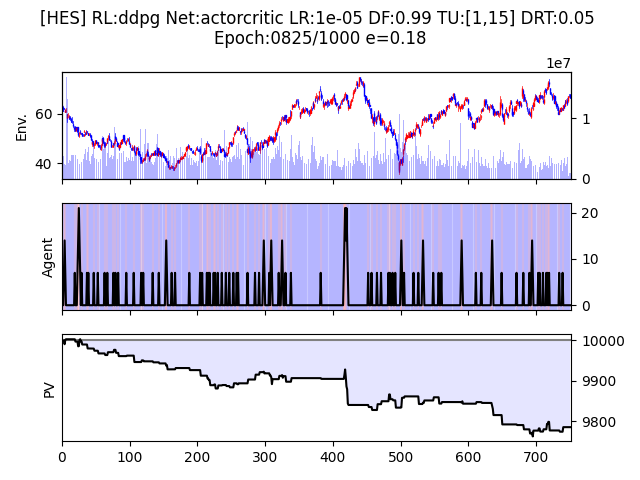 [HES] RL:ddpg Net:actorcritic LR:1e-05 DF:0.99 TU:[1,15] DRT:0.05
Epoch:0825/1000 e=0.18
1e7
Env.
60
40
1
0
Agent
20
10
0
PV
10000
9900
9800
0 100 200 300 400 500 600 700